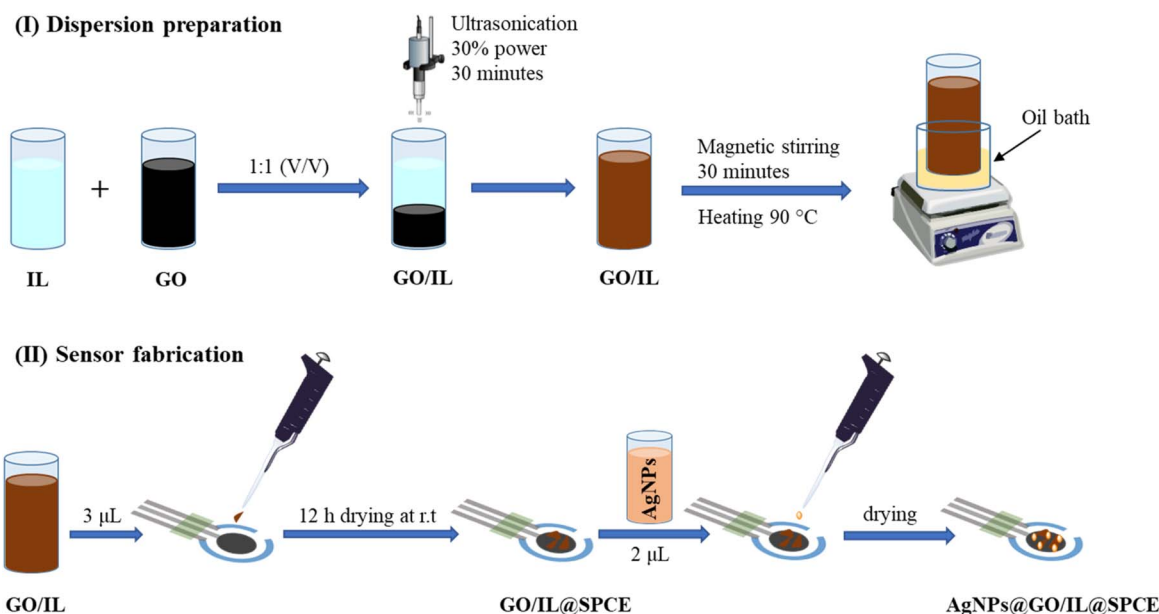 (I) Dispersion preparation
Ultrasonication
30% power
30 minutes
IL
+
GO
1:1 (V/V)
GO/IL
GO/IL
Magnetic stirring
30 minutes
Heating 90 °C
Oil bath
(II) Sensor fabrication
GO/IL
3 μL
12 h drying at r.t
GO/IL@SPCE
AgNPs
2 μL
drying
AgNPs@GO/IL@SPCE